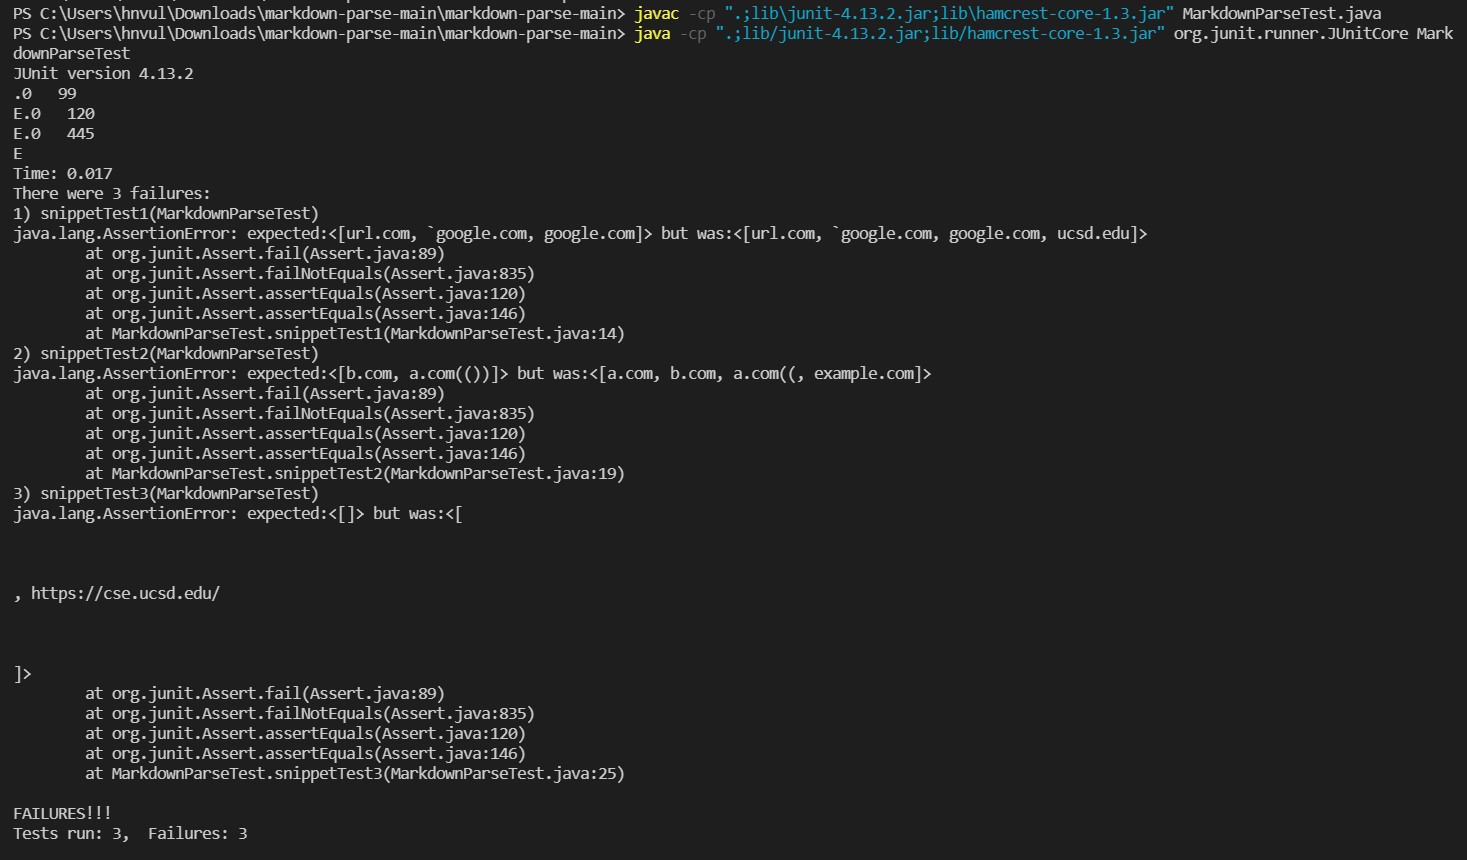 PS C:\Users\hnvul\Downloads\markdown-parse-main\markdown-parse-main> javac -cp ".;lib\junit-4.13.2.jar;lib\hamcrest-core-1.3.jar" MarkdownParseTest.java
PS C:\Users\hnvul\Downloads\markdown-parse-main\markdown-parse-main> java -cp ".;lib/junit-4.13.2.jar;lib/hamcrest-core-1.3.jar" org.junit.runner.JUnitCore Mark
downParseTest
JUnit version 4.13.2
.0   99
E.0   120
E.0   445
E
Time: 0.017
There were 3 failures:
1) snippetTest1(MarkdownParseTest)
java.lang.AssertionError: expected:<[url.com, `google.com, google.com]> but was:<[url.com, `google.com, google.com, ucsd.edu]>
        at org.junit.Assert.fail(Assert.java:89)
        at org.junit.Assert.failNotEquals(Assert.java:835)
        at org.junit.Assert.assertEquals(Assert.java:120)
        at org.junit.Assert.assertEquals(Assert.java:146)
        at MarkdownParseTest.snippetTest1(MarkdownParseTest.java:14)
2) snippetTest2(MarkdownParseTest)
java.lang.AssertionError: expected:<[b.com, a.com(())]> but was:<[a.com, b.com, a.com((, example.com]>
        at org.junit.Assert.fail(Assert.java:89)
        at org.junit.Assert.failNotEquals(Assert.java:835)
        at org.junit.Assert.assertEquals(Assert.java:120)
        at org.junit.Assert.assertEquals(Assert.java:146)
        at MarkdownParseTest.snippetTest2(MarkdownParseTest.java:19)
3) snippetTest3(MarkdownParseTest)
java.lang.AssertionError: expected:<[]> but was:<[
, https://cse.ucsd.edu/
]>
        at org.junit.Assert.fail(Assert.java:89)
        at org.junit.Assert.failNotEquals(Assert.java:835)
        at org.junit.Assert.assertEquals(Assert.java:120)
        at org.junit.Assert.assertEquals(Assert.java:146)
        at MarkdownParseTest.snippetTest3(MarkdownParseTest.java:25)
FAILURES!!!
Tests run: 3,  Failures: 3